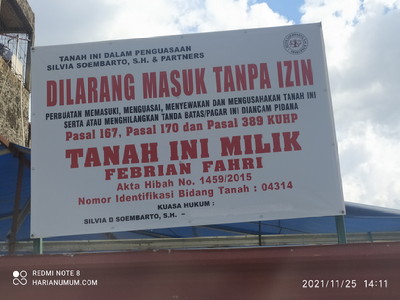 TANAH INI DALAM PENGUASAAN
SILVIA SOEMBARTO, S.H. & PARTNERS
DILARANG MASUK TANPA IZIN
PERBUATAN MEMASUKI, MENGUASAI, MENYEWAKAN DAN MENGUSAHAKAN TANAH INI
SERTA ATAU MENGHILANGKAN TANDA BATAS/PAGAR INI DIANCAM PIDANA
Pasal 167, Pasal 170 dan Pasal 389 KUHP
TANAH INI MILIK
FEBRIAN FAHRI
Akta Hibah No. 1459/2015
Nomor Identifikasi Bidang Tanah : 04314
KUASA HUKUM :
SILVIA D SOEMBARTO, S.H. -
REDMI NOTE 8
HARIANUMUM.COM
2021/11/25 14:11